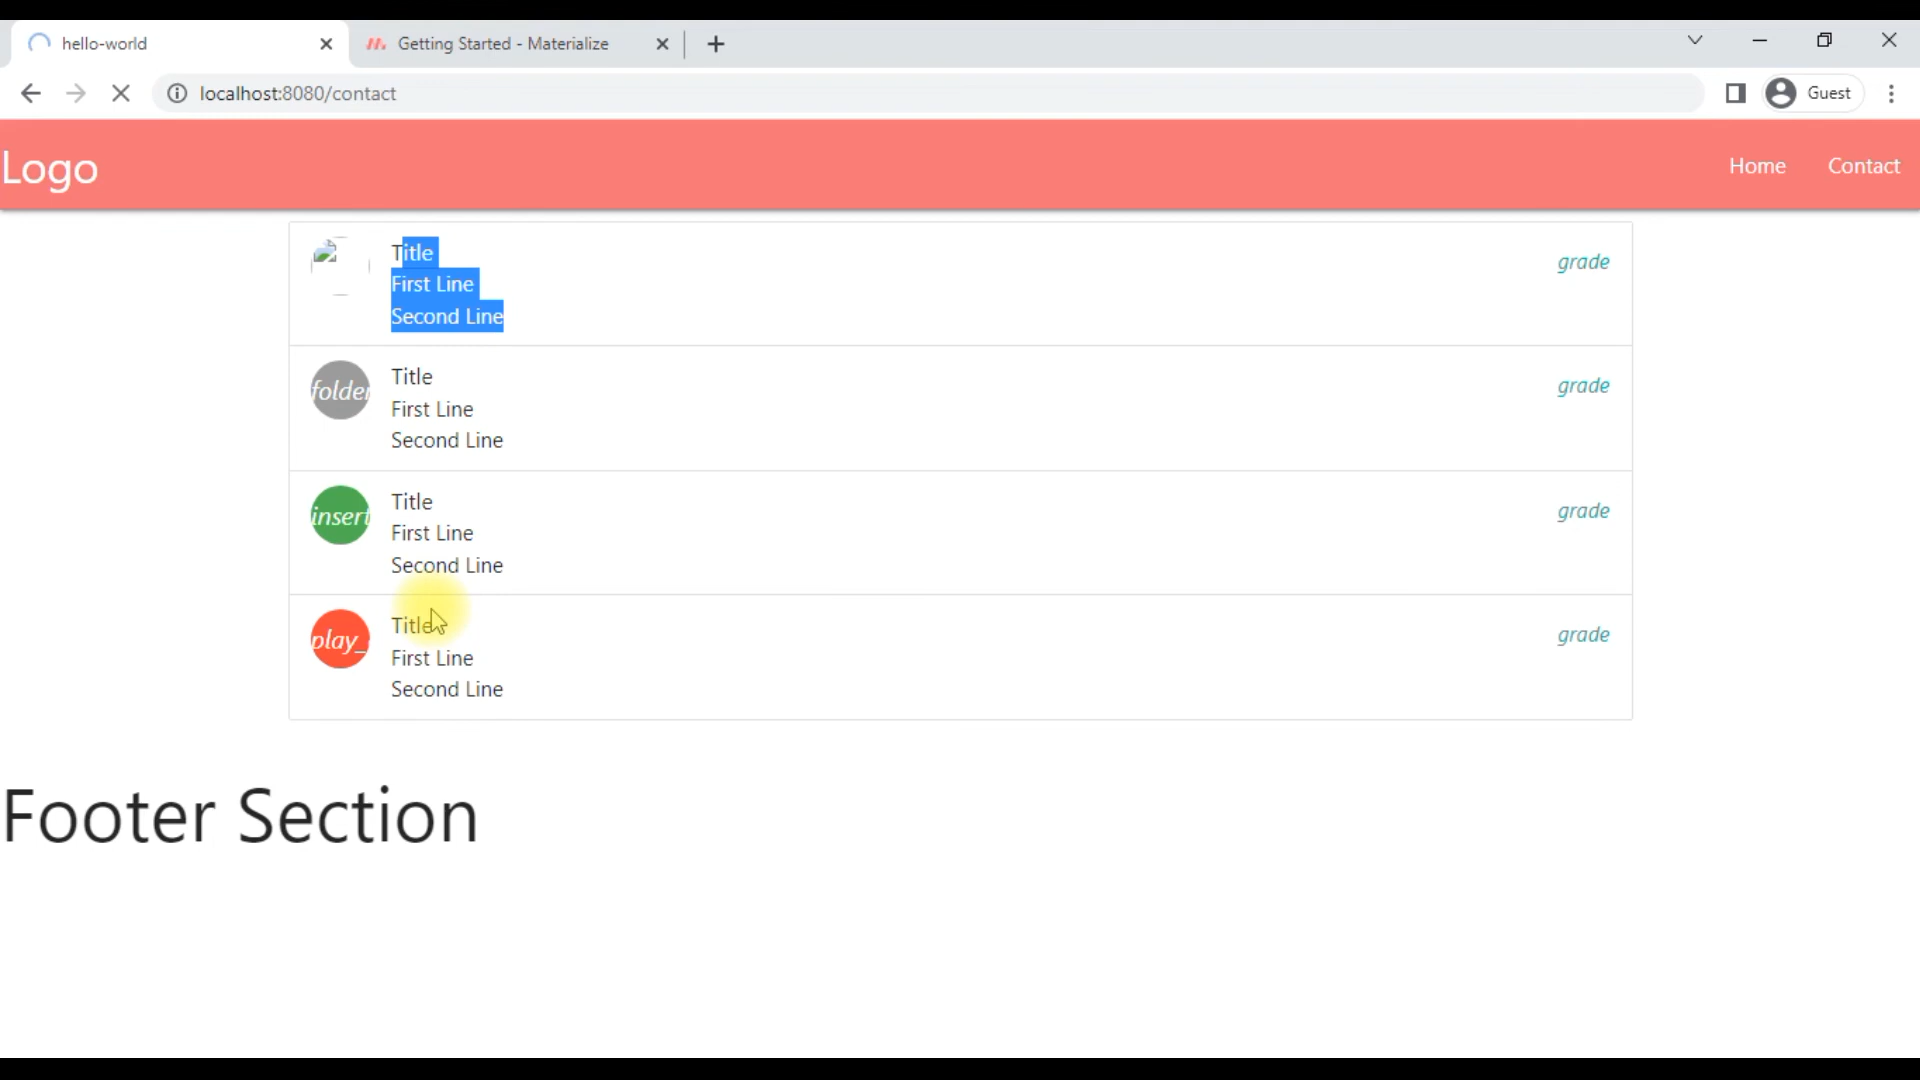 hello-world
Getting Started - Materialize
localhost:8080/contact
Guest
Logo
Home
Contact
Title
First Line
Second Line
grade
folder
Title
First Line
Second Line
grade
insert
Title
First Line
Second Line
grade
play_
Title
First Line
Second Line
grade
Footer Section